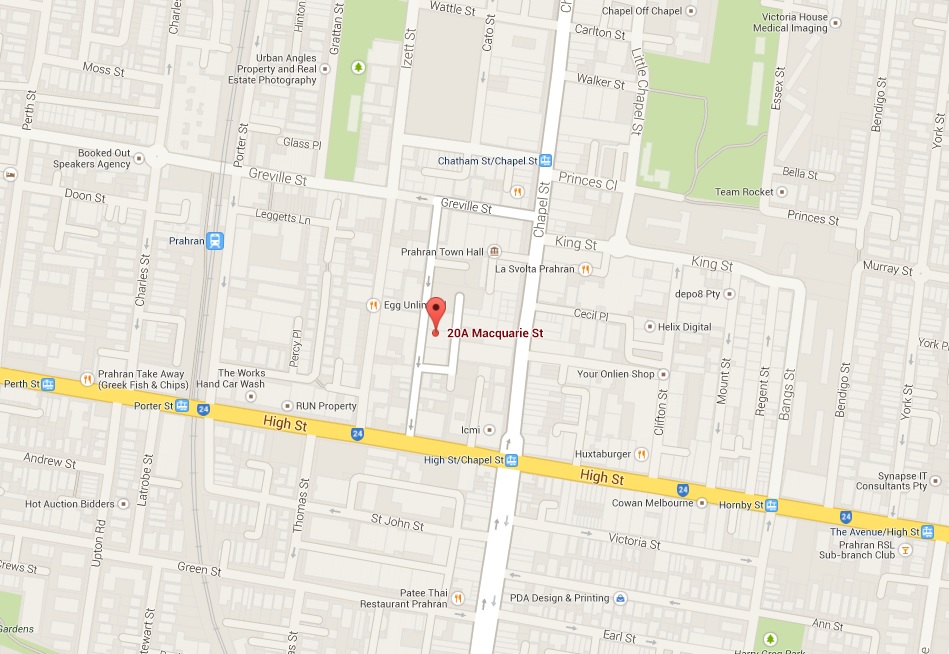 Wattle St
Chapel Off Chapel
Victoria House
Medical Imaging
Carlton St
Grattan St
Izett St
Cato St
Little Chapel St
Urban Angles
Property and Real
Estate Photography
Moss St
Walker St
Essex St
Bendigo St
York St
Perth St
Porter St
Glass Pl
Booked Out
Speakers Agency
Chatham St/Chapel St
Greville St
Princes Cl
Bella St
Team Rocket
Doon St
Leggetts Ln
Greville St
Chapel St
Princes St
Prahran
Prahran Town Hall
King St
King St
La Svolta Prahran
Murray St
Charles St
depo8 Pty
Egg Unlim
Cecil Pl
Helix Digital
20A Macquarie St
Percy Pl
Prahran Take Away
(Greek Fish & Chips)
The Works
Hand Car Wash
Your Onlien Shop
Mount St
Regent St
Bangs St
Bendigo St
York St
York P
Perth St
Porter St
24
RUN Property
Clifton St
High St
24
Icmi
High St/Chapel St
Huxtaburger
High St
24
Andrew St
Latrobe St
Hot Auction Bidders
Thomas St
Cowan Melbourne
Hornby St
24
Synapse IT
Consultants Pty
The Avenue/High St
St John St
Upton Rd
Victoria St
Prahran RSL
Sub-branch Club
Crews St
Green St
Patee Thai
Restaurant Prahran
PDA Design & Printing
Ann St
Gardens
Earl St